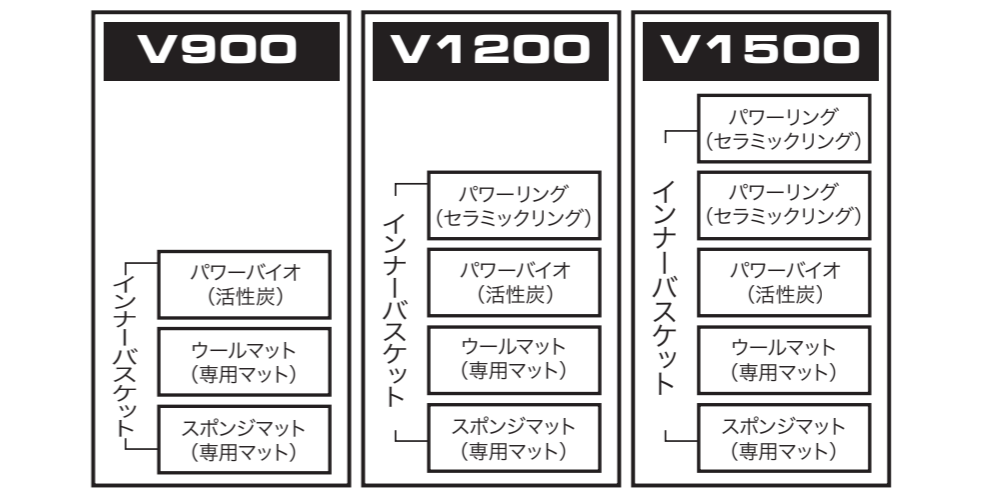 V900
インナーバスケット
パワーバイオ
（活性炭）
ウールマット
（専用マット）
スポンジマット
（専用マット）
V1200
インナーバスケット
パワーリング
（セラミックリング）
パワーバイオ
（活性炭）
ウールマット
（専用マット）
スポンジマット
（専用マット）
V1500
インナーバスケット
パワーリング
（セラミックリング）
パワーリング
（セラミックリング）
パワーバイオ
（活性炭）
ウールマット
（専用マット）
スポンジマット
（専用マット）